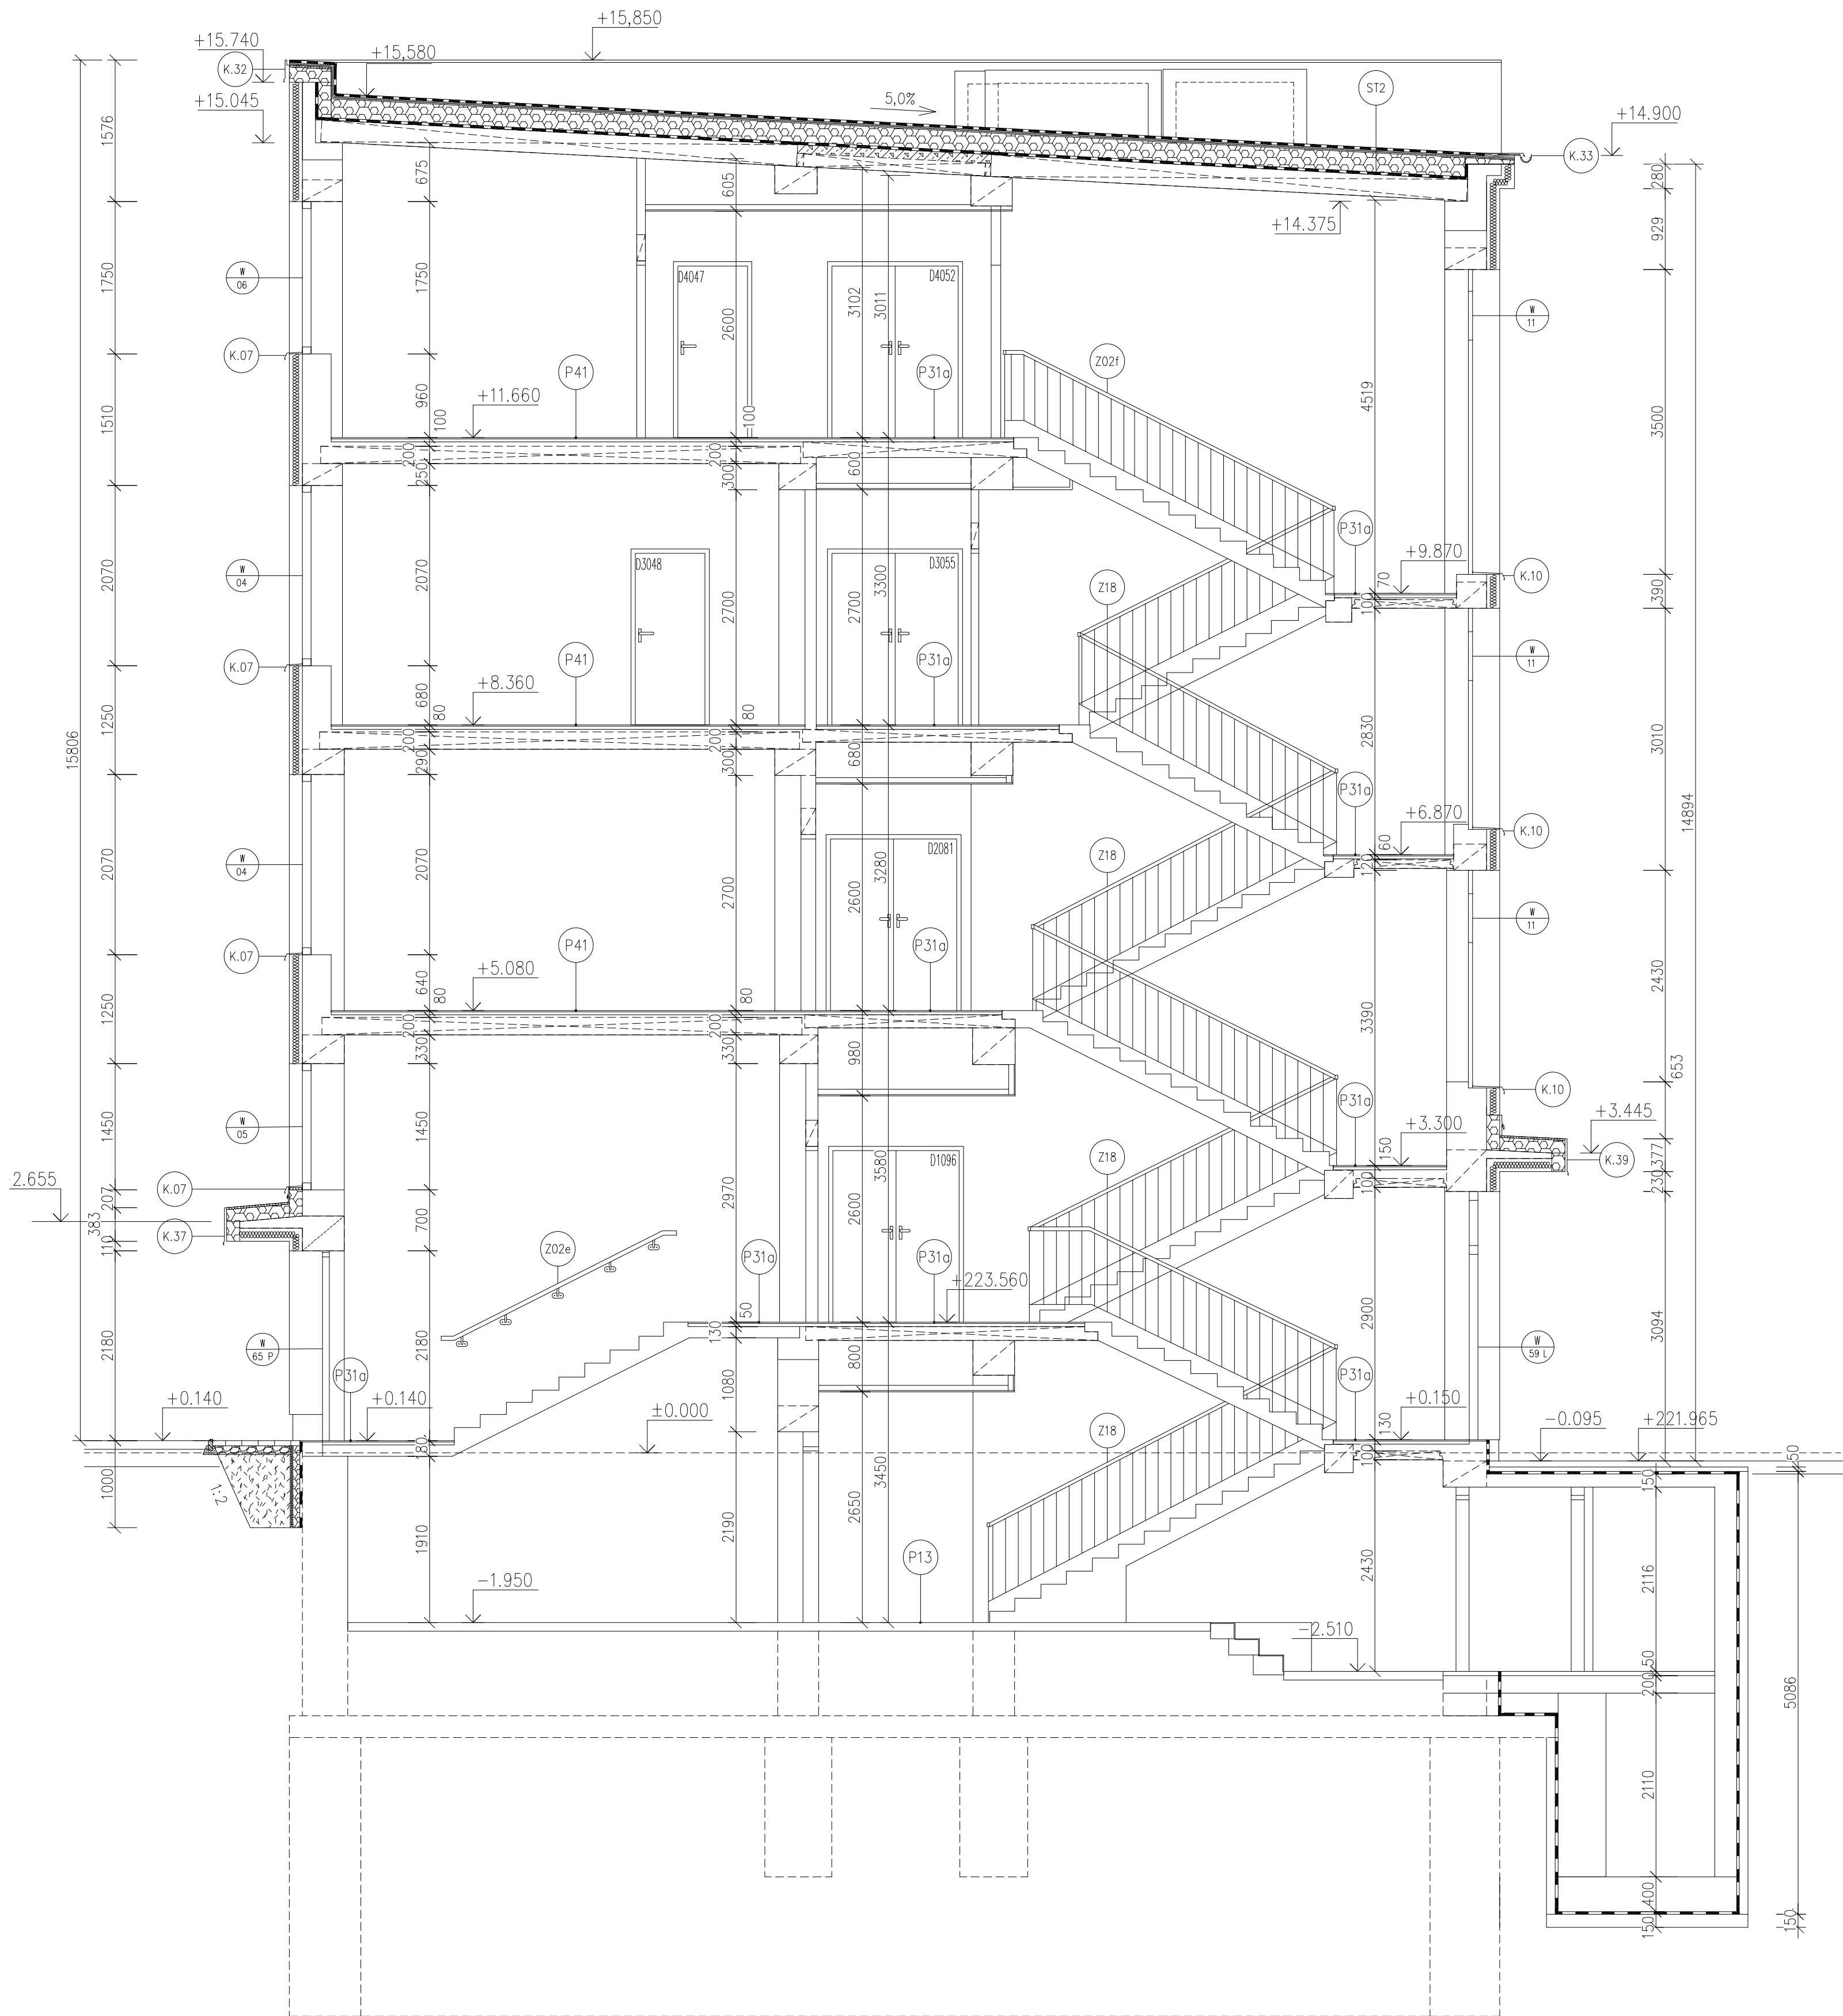 +15,850
+15.740
K.32
+15,580
5,0%
ST2
+15.045
+14.900
K.33
1576
675
605
280
+14.375
929
D4047
D4052
W
06
1750
1750
2600
3102
3011
W
11
K.07
Z02f
P41
P31a
960
4519
+11.660
1510
100
100
3500
200
200
600
250
300
P31a
D3048
D3055
+9.870
W
04
2070
2070
2700
2700
3300
Z18
70
100
K.10
390
K.07
P41
P31a
W
11
680
+8.360
1250
80
80
2830
3010
15806
200
200
680
290
300
P31a
+6.870
14894
K.10
W
04
2070
2070
2700
D2081
2600
3280
Z18
60
120
W
11
K.07
P41
P31a
640
+5.080
80
80
1250
2430
200
200
3390
330
330
980
653
K.10
P31a
W
05
1450
1450
+3.300
+3.445
D1096
150
2.655
K.07
2970
2600
3580
Z18
100
377
K.39
230
207
383
110
K.37
700
Z02e
P31a
P31a
+223.560
50
130
2900
3094
W
65 P
2180
2180
800
W
59 L
P31a
P31a
1080
+0.140
+0.140
±0.000
Z18
+0.150
130
-0.095
+221.965
180
100
50
150
1000
1:2
3450
1910
2190
2650
2430
2116
P13
-1.950
-2.510
50
200
5086
2110
400
150
150